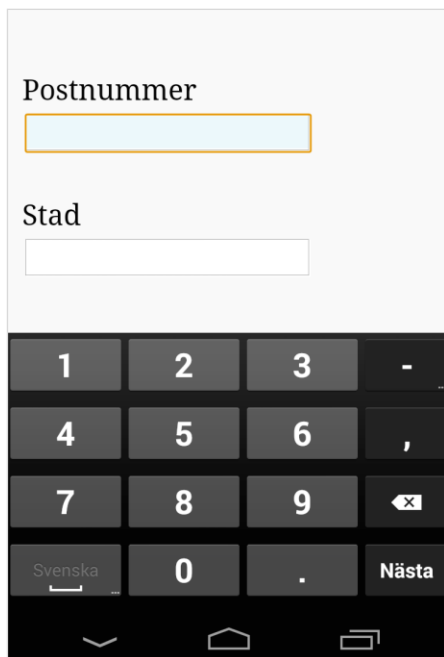 Postnummer
Stad
1 2 3 -
4 5 6 ,
7 8 9
Svenska 0 . Nästa